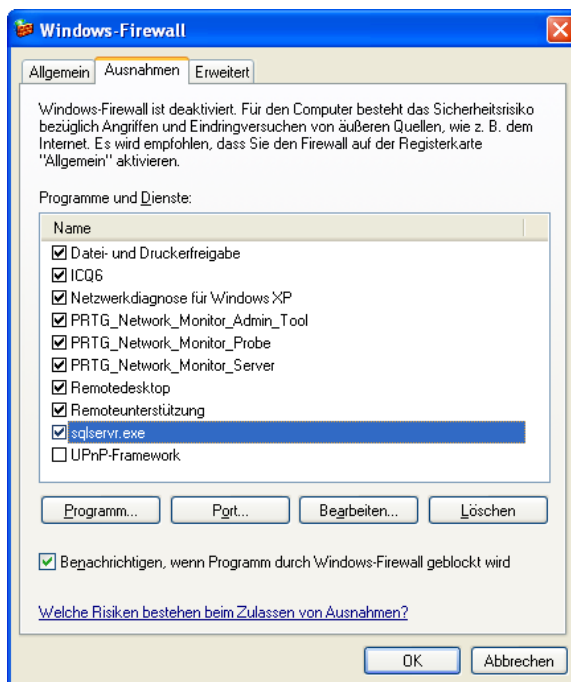 Windows-Firewall
Allgemein Ausnahmen Erweitert
Windows-Firewall ist deaktiviert. Für den Computer besteht das Sicherheitsrisiko
bezüglich Angriffen und Eindringversuchen von äußeren Quellen, wie z. B. dem
Internet. Es wird empfohlen, dass Sie den Firewall auf der Registerkarte
"Allgemein" aktivieren.
Programme und Dienste:
Name
Datei- und Druckerfreigabe
ICQ6
Netzwerkdiagnose für Windows XP
PRTG_Network_Monitor_Admin_Tool
PRTG_Network_Monitor_Probe
PRTG_Network_Monitor_Server
Remotedesktop
Remoteunterstützung
sqlservr.exe
UPnP-Framework
Programm... Port... Bearbeiten... Löschen
Benachrichtigen, wenn Programm durch Windows-Firewall geblockt wird
Welche Risiken bestehen beim Zulassen von Ausnahmen?
OK Abbrechen